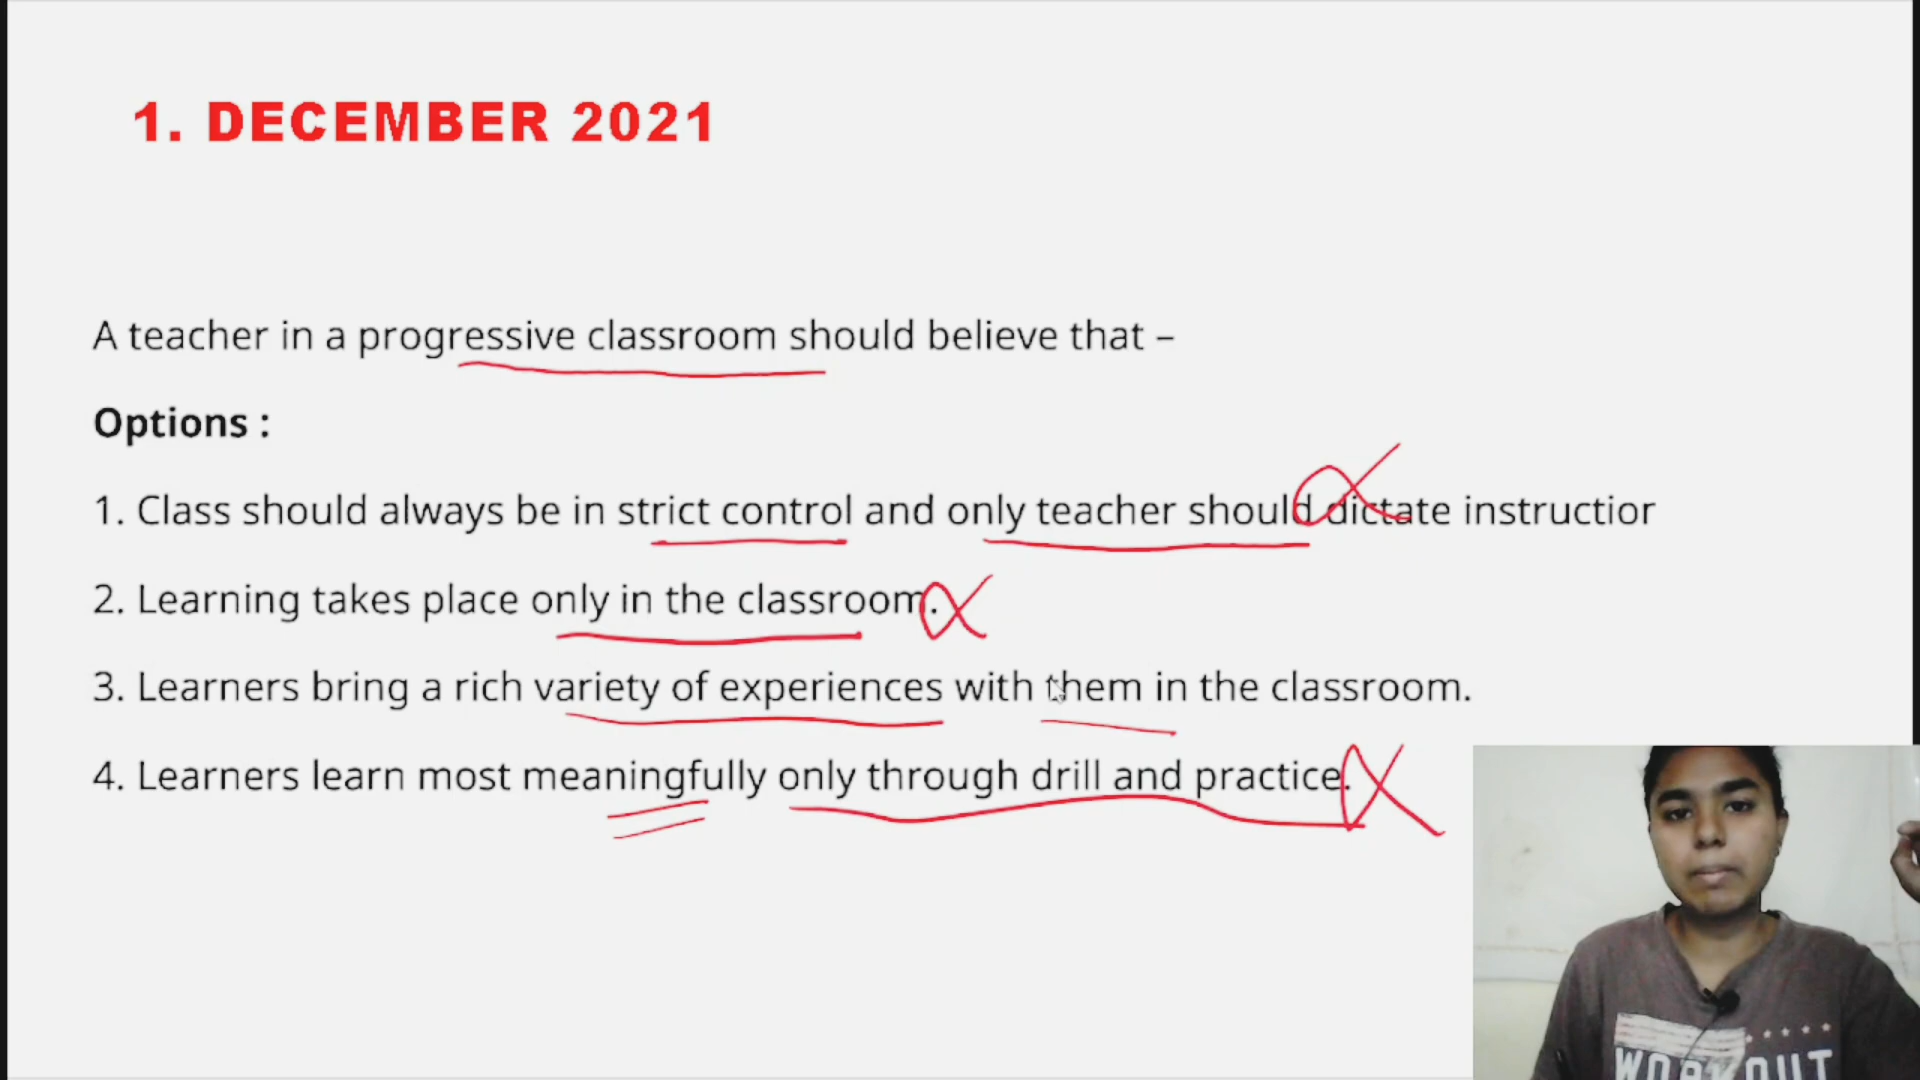 1. DECEMBER 2021
A teacher in a progressive classroom should believe that –
Options :
1. Class should always be in strict control and only teacher should dictate instructior
2. Learning takes place only in the classroom.
3. Learners bring a rich variety of experiences with them in the classroom.
4. Learners learn most meaningfully only through drill and practice.
WORKOUT